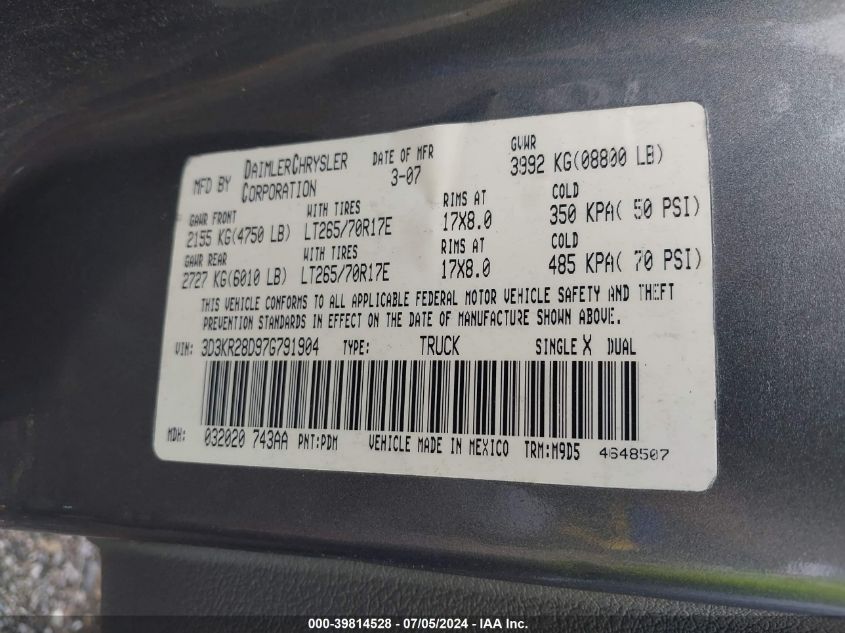 MFD BY DAIMLERCHRYSLER CORPORATION DATE OF MFR 3-07 GVWR 3992 KG(08800 LB)
GAWR FRONT WITH TIRES RIMS AT COLD
2155 KG(4750 LB) LT265/70R17E 17X8.0 350 KPA( 50 PSI)
GAWR REAR WITH TIRES RIMS AT COLD
2727 KG(6010 LB) LT265/70R17E 17X8.0 485 KPA( 70 PSI)
THIS VEHICLE CONFORMS TO ALL APPLICABLE FEDERAL MOTOR VEHICLE SAFETY AND THEFT
PREVENTION STANDARDS IN EFFECT ON THE DATE OF MANUFACTURE SHOWN ABOVE.
VIN: 3D3KR28D97G791904 TYPE: TRUCK SINGLE X DUAL
MDH: 032020 743AA PNT:PDM VEHICLE MADE IN MEXICO TRM:M9D5 4648507
000-39814528 - 07/05/2024 - IAA Inc.